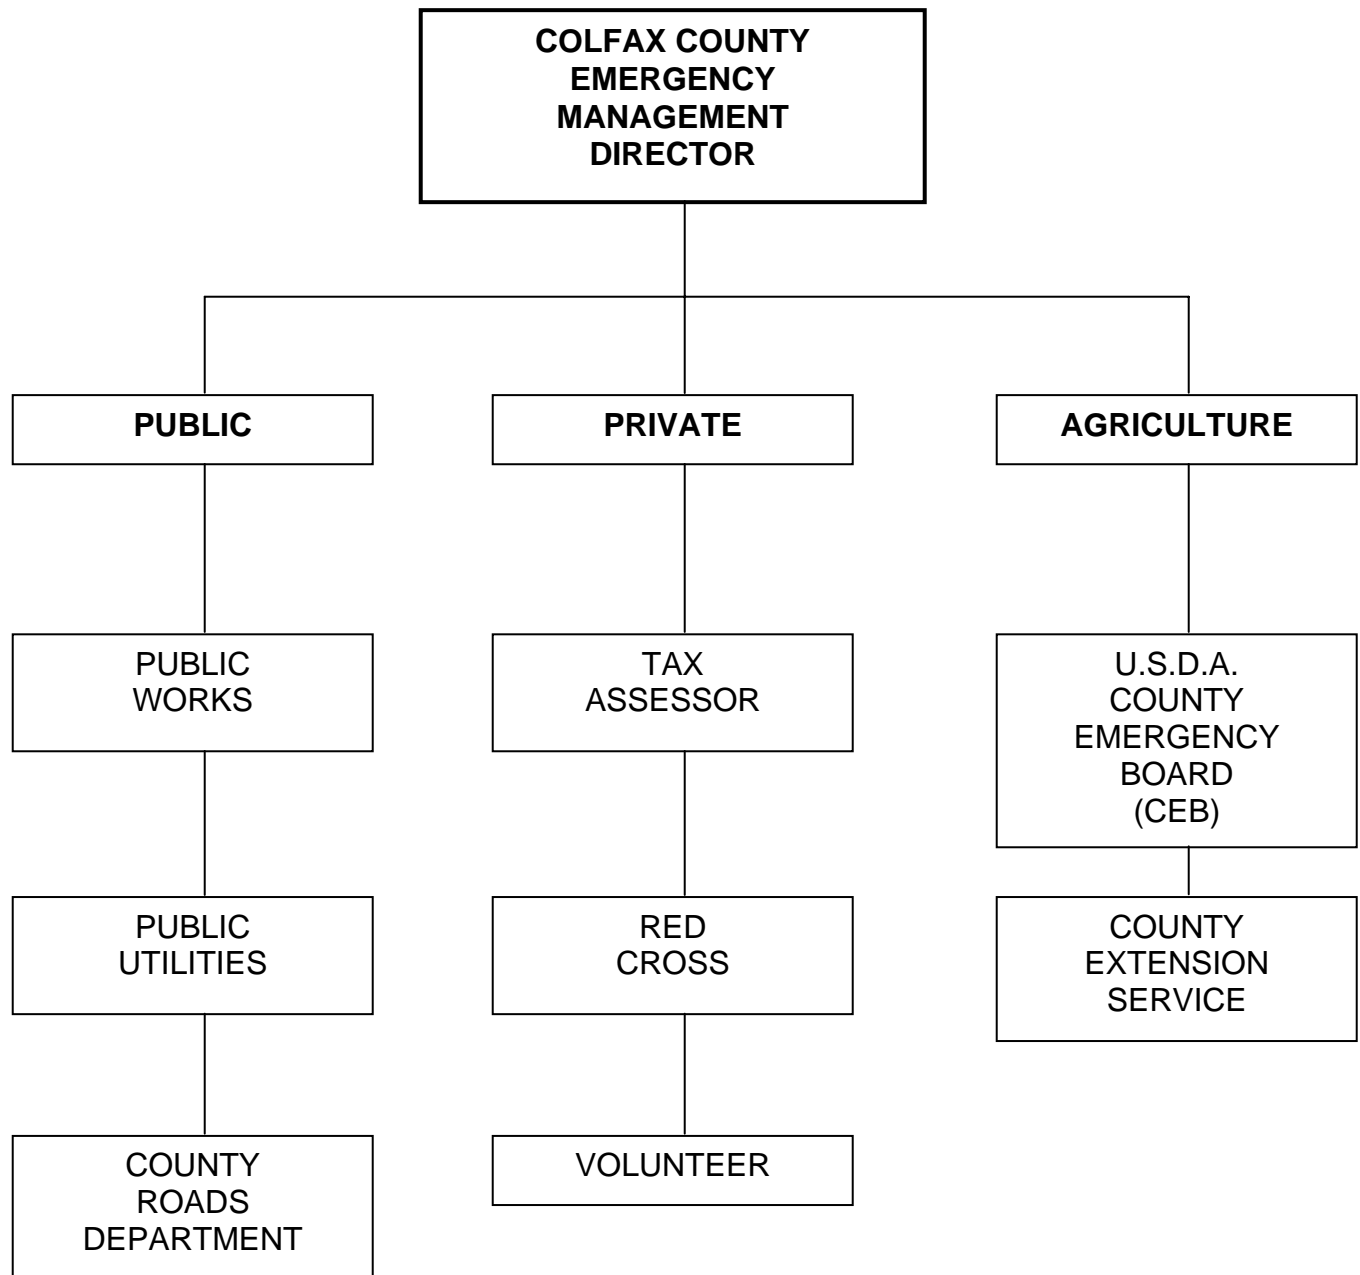 COLFAX COUNTY
EMERGENCY
MANAGEMENT
DIRECTOR
PUBLIC
PRIVATE
AGRICULTURE
PUBLIC
WORKS
TAX
ASSESSOR
U.S.D.A.
COUNTY
EMERGENCY
BOARD
(CEB)
PUBLIC
UTILITIES
RED
CROSS
COUNTY
EXTENSION
SERVICE
COUNTY
ROADS
DEPARTMENT
VOLUNTEER